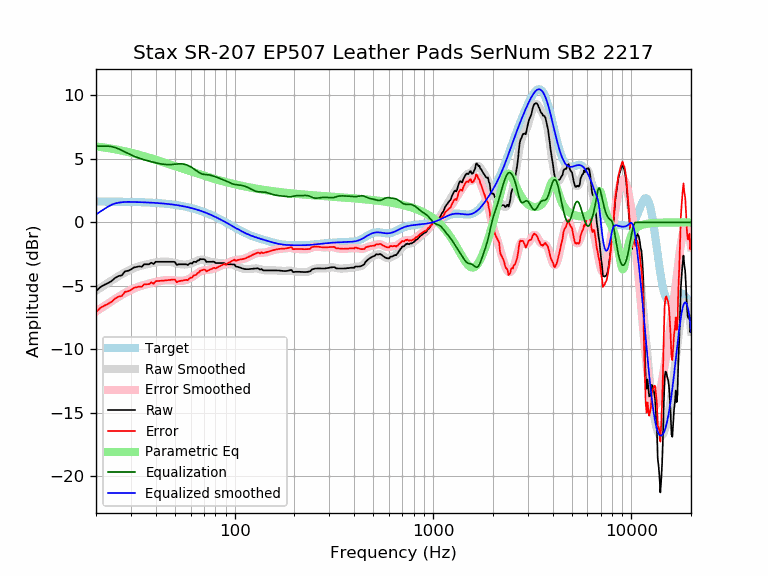 Stax SR-207 EP507 Leather Pads SerNum SB2 2217
Amplitude (dBr)
10
5
0
−5
−10
−15
−20
Target
Raw Smoothed
Error Smoothed
Raw
Error
Parametric Eq
Equalization
Equalized smoothed
100
1000
10000
Frequency (Hz)